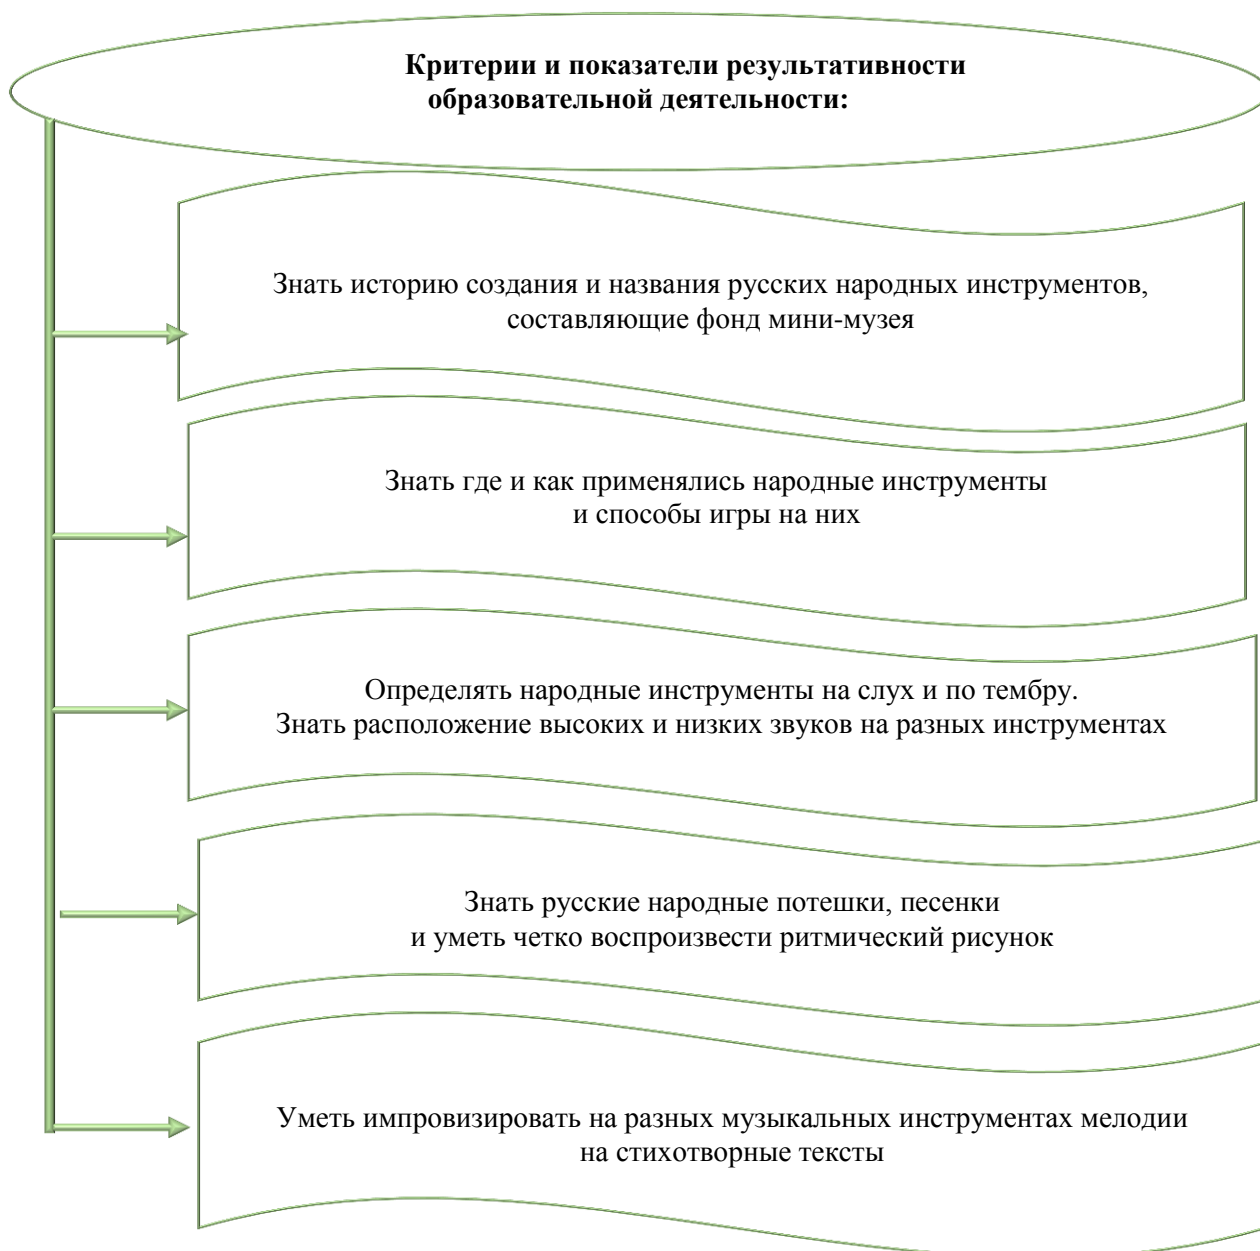 Критерии и показатели результативности
образовательной деятельности:
Знать историю создания и названия русских народных инструментов,
составляющие фонд мини-музея
Знать где и как применялись народные инструменты
и способы игры на них
Определять народные инструменты на слух и по тембру.
Знать расположение высоких и низких звуков на разных инструментах
Знать русские народные потешки, песенки
и уметь четко воспроизвести ритмический рисунок
Уметь импровизировать на разных музыкальных инструментах мелодии
на стихотворные тексты